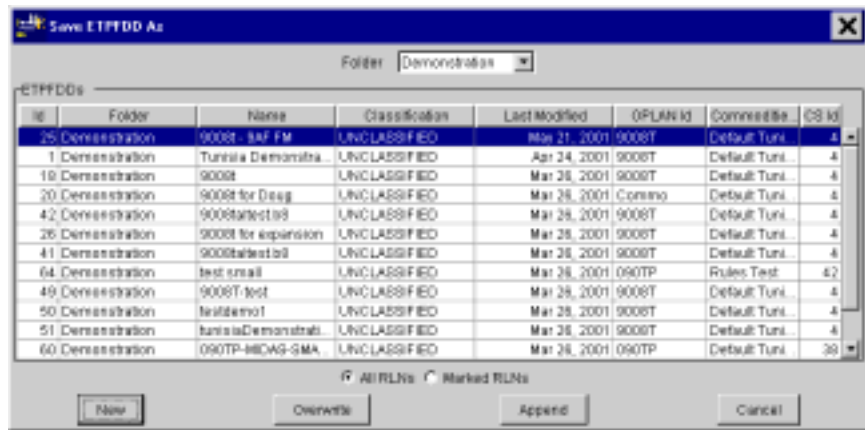 Save ETPFDD As
Folder Demonstration
ETPFDDs
Id Folder Name Classification Last Modified OPLAN Id Commoditie... CS Id
25 Demonstration 9008t - 9AF FM UNCLASSIFIED May 21, 2001 9008T Default Tuni... 4
1 Demonstration Tunisia Demonstra... UNCLASSIFIED Apr 24, 2001 9008T Default Tuni... 4
18 Demonstration 9008t UNCLASSIFIED Mar 26, 2001 9008T Default Tuni... 4
20 Demonstration 9008t for Doug UNCLASSIFIED Mar 26, 2001 Commo Default Tuni... 4
42 Demonstration UNCLASSIFIED Mar 26, 2001 9008T Default Tuni... 4
26 Demonstration 9008t for expansion UNCLASSIFIED Mar 26, 2001 9008T Default Tuni... 4
41 Demonstration UNCLASSIFIED Mar 26, 2001 9008T Default Tuni... 4
64 Demonstration test small UNCLASSIFIED Mar 26, 2001 090TP Rules Test 42
49 Demonstration 9008T-test UNCLASSIFIED Mar 26, 2001 9008T Default Tuni... 4
50 Demonstration testdemo1 UNCLASSIFIED Mar 26, 2001 9008T Default Tuni... 4
51 Demonstration tunisiaDemonstrati... UNCLASSIFIED Mar 26, 2001 9008T Default Tuni... 4
60 Demonstration 090TP-MIDAS-SMA... UNCLASSIFIED Mar 26, 2001 090TP Default Tuni... 38
All RLNs Marked RLNs
New Overwrite Append Cancel